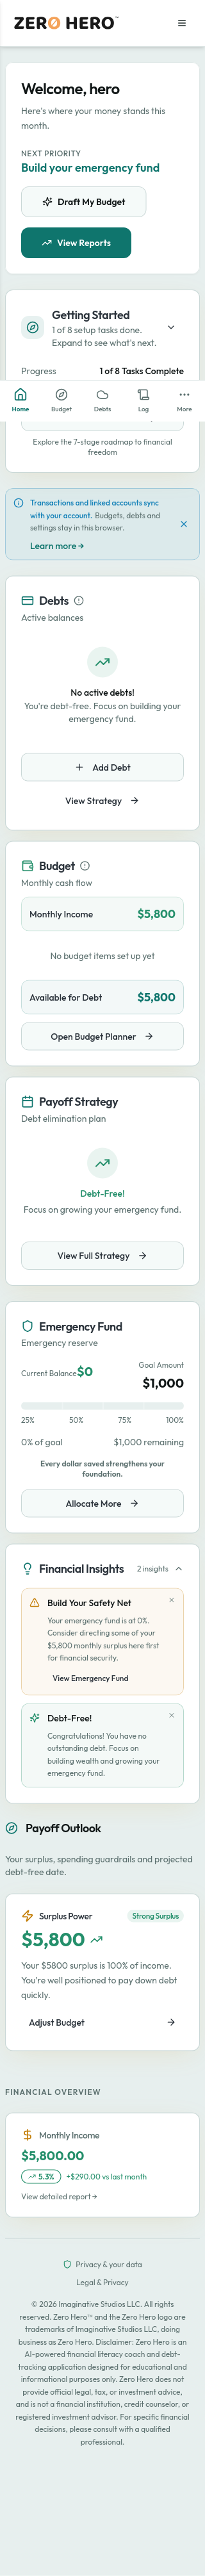 ZERO HERO™
Welcome, hero
Here's where your money stands this
month.
NEXT PRIORITY
Build your emergency fund
Draft My Budget
View Reports
Getting Started
1 of 8 setup tasks done.
Expand to see what's next.
Progress
1 of 8 Tasks Complete
Home
Budget
Debts
Log
More
Explore the 7-stage roadmap to financial
freedom
Transactions and linked accounts sync
with your account. Budgets, debts and
settings stay in this browser.
Learn more →
Debts
Active balances
No active debts!
You're debt-free. Focus on building your
emergency fund.
+ Add Debt
View Strategy →
Budget
Monthly cash flow
Monthly Income
$5,800
No budget items set up yet
Available for Debt
$5,800
Open Budget Planner →
Payoff Strategy
Debt elimination plan
Debt-Free!
Focus on growing your emergency fund.
View Full Strategy →
Emergency Fund
Emergency reserve
Current Balance $0
Goal Amount
$1,000
25% 50% 75% 100%
0% of goal
$1,000 remaining
Every dollar saved strengthens your
foundation.
Allocate More →
Financial Insights
2 insights
Build Your Safety Net
Your emergency fund is at 0%.
Consider directing some of your
$5,800 monthly surplus here first
for financial security.
View Emergency Fund
Debt-Free!
Congratulations! You have no
outstanding debt. Focus on
building wealth and growing your
emergency fund.
Payoff Outlook
Your surplus, spending guardrails and projected
debt-free date.
Surplus Power
Strong Surplus
$5,800
Your $5800 surplus is 100% of income.
You're well positioned to pay down debt
quickly.
Adjust Budget →
FINANCIAL OVERVIEW
Monthly Income
$5,800.00
5.3% +$290.00 vs last month
View detailed report →
Privacy & your data
Legal & Privacy
© 2026 Imaginative Studios LLC. All rights
reserved. Zero Hero™ and the Zero Hero logo are
trademarks of Imaginative Studios LLC, doing
business as Zero Hero. Disclaimer: Zero Hero is an
AI-powered financial literacy coach and debt-
tracking application designed for educational and
informational purposes only. Zero Hero does not
provide official legal, tax, or investment advice,
and is not a financial institution, credit counselor, or
registered investment advisor. For specific financial
decisions, please consult with a qualified
professional.